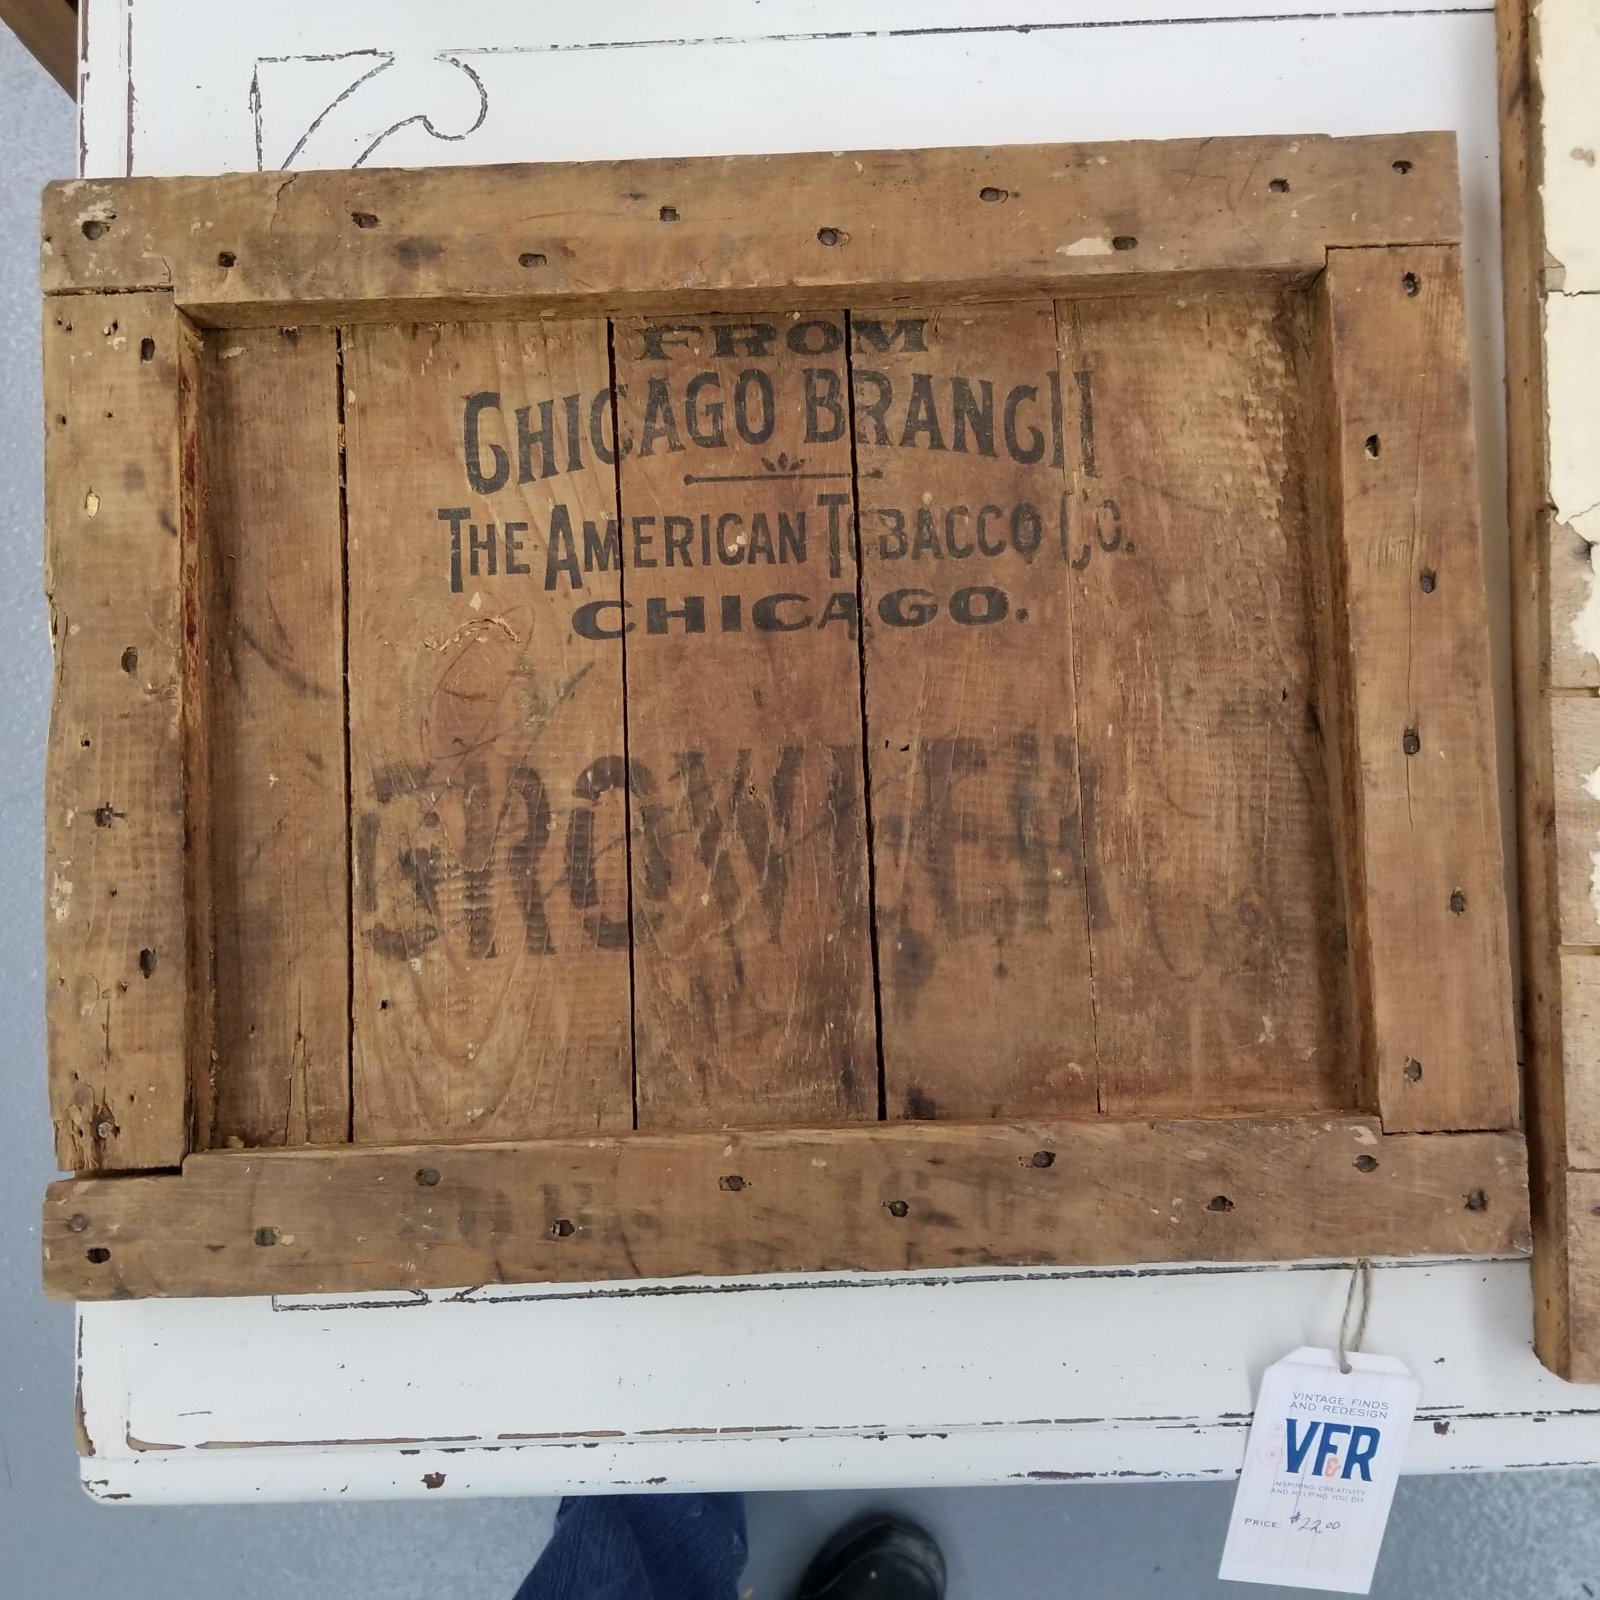 FROM
CHICAGO BRANCH
THE AMERICAN TOBACCO CO.
CHICAGO.
VINTAGE FINDS
AND REDESIGN
VF&R
INSPIRING CREATIVITY
AND HELPING YOU DIY
PRICE: $22.00